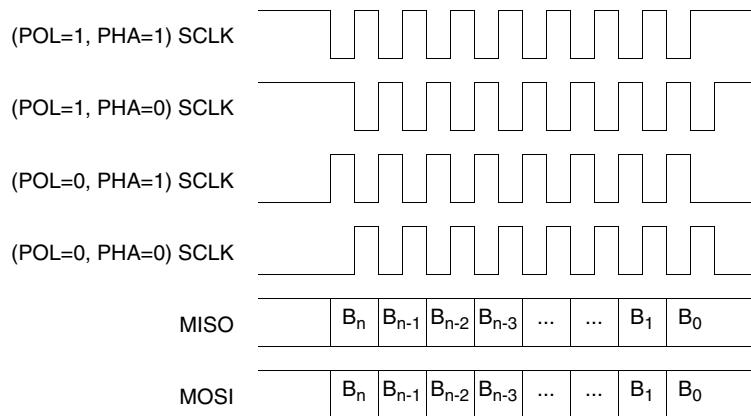 (POL=1, PHA=1) SCLK
(POL=1, PHA=0) SCLK
(POL=0, PHA=1) SCLK
(POL=0, PHA=0) SCLK
MISO Bn Bn-1 Bn-2 Bn-3 ... ... B1 B0
MOSI Bn Bn-1 Bn-2 Bn-3 ... ... B1 B0